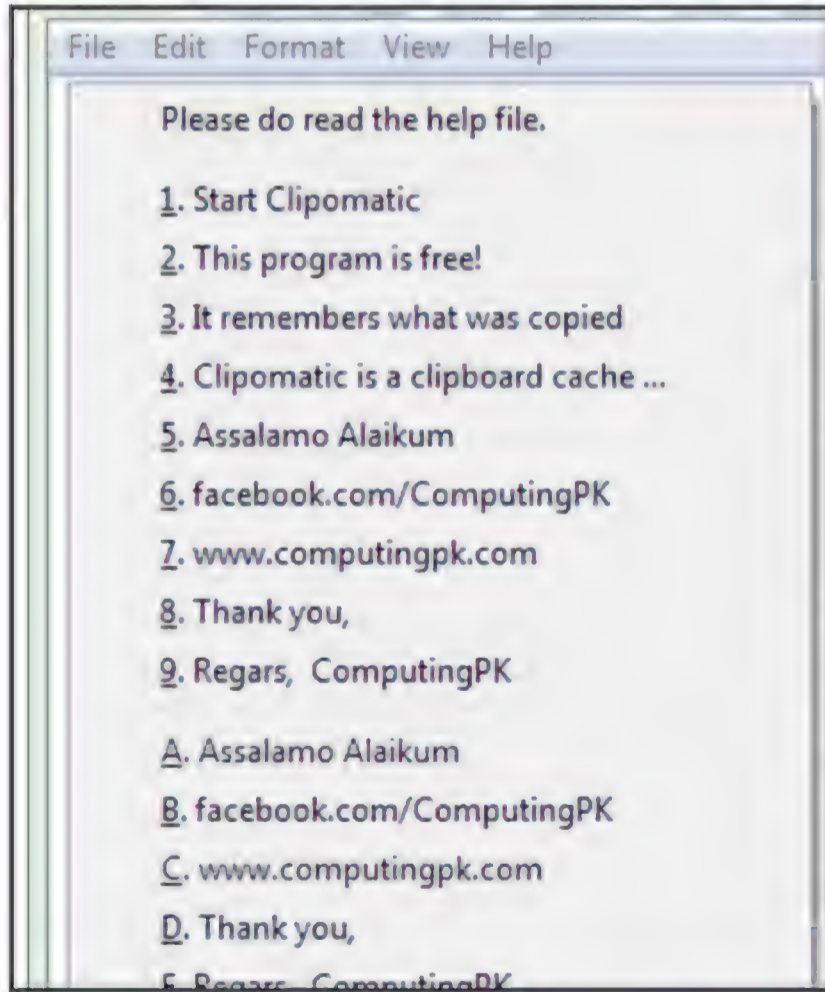 File Edit Format View Help
Please do read the help file.
1. Start Clipomatic
2. This program is free!
3. It remembers what was copied
4. Clipomatic is a clipboard cache ...
5. Assalamo Alaikum
6. facebook.com/ComputingPK
7. www.computingpk.com
8. Thank you,
9. Regars, ComputingPK
A. Assalamo Alaikum
B. facebook.com/ComputingPK
C. www.computingpk.com
D. Thank you,
Regars, ComputingPK